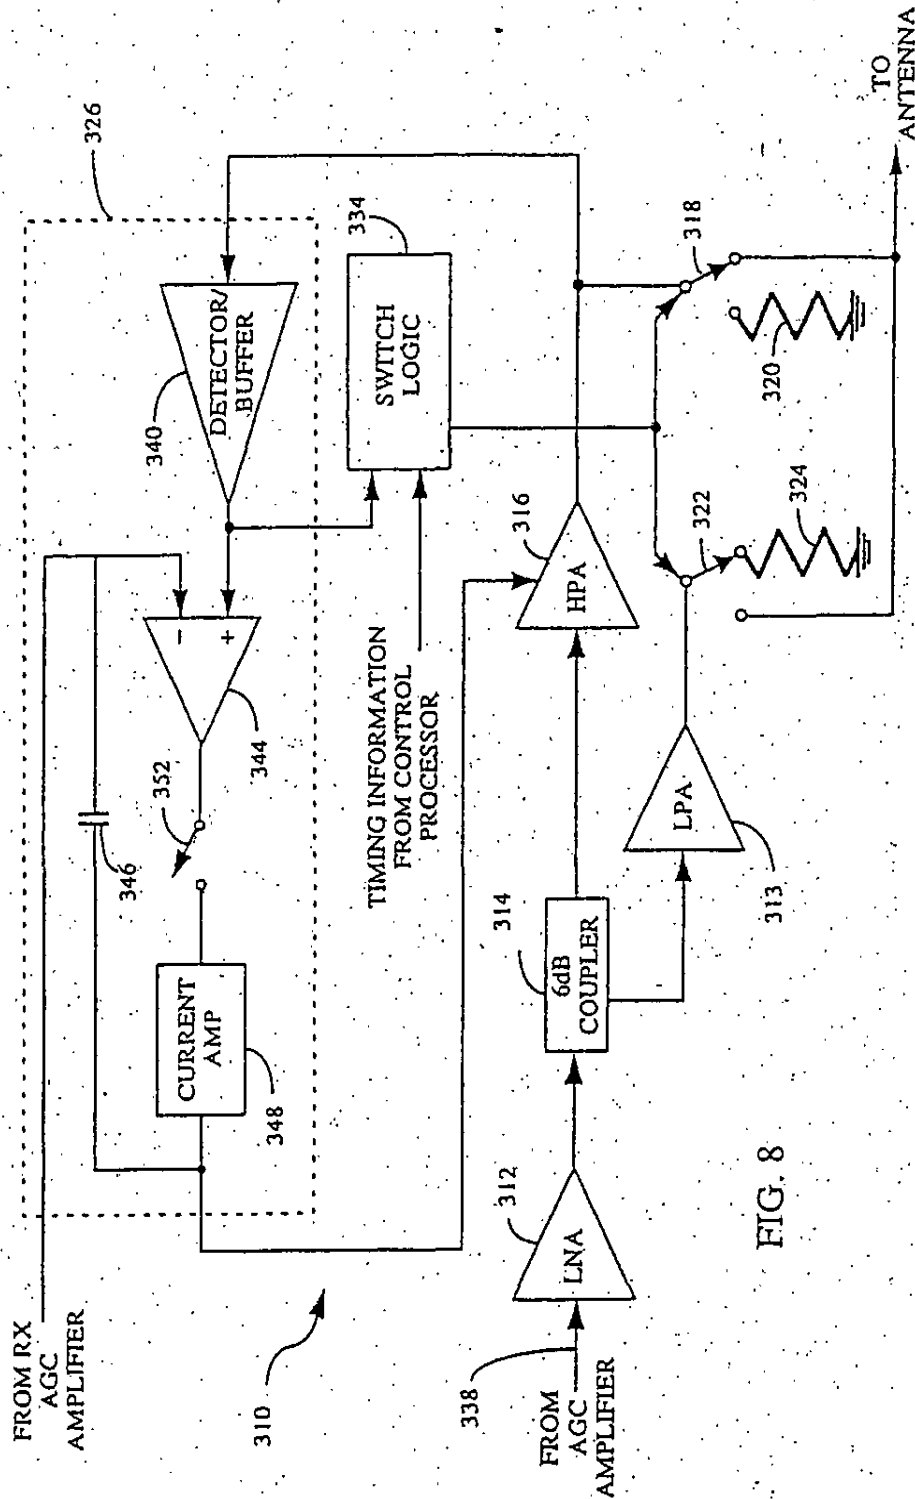 FROM RX
AGC
AMPLIFIER
326
346
CURRENT
AMP
348
352
344
-
+
340
DETECTOR/
BUFFER
334
SWITCH
LOGIC
TIMING INFORMATION
FROM CONTROL
PROCESSOR
310
338
FROM
AGC
AMPLIFIER
312
LNA
314
6dB
COUPLER
316
HPA
LPA
313
322
324
318
320
TO
ANTENNA
FIG. 8